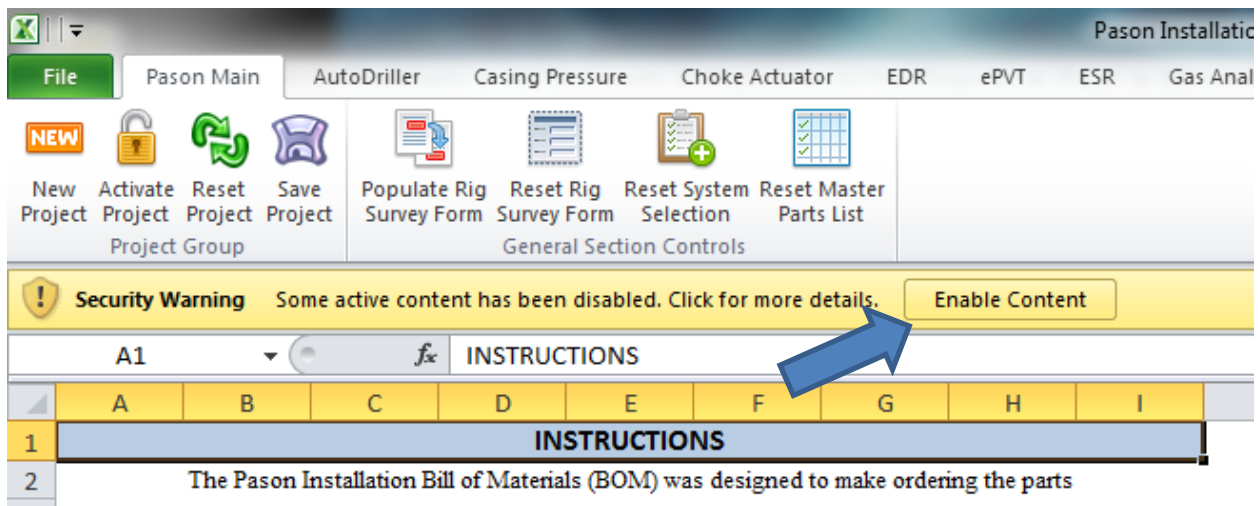 Pason Installatio
File Pason Main AutoDriller Casing Pressure Choke Actuator EDR ePVT ESR Gas Anal
NEW
New Project Activate Project Reset Project Save Project Populate Rig Survey Form Reset Rig Survey Form Reset System Selection Reset Master Parts List
Project Group General Section Controls
Security Warning Some active content has been disabled. Click for more details. Enable Content
A1 fx INSTRUCTIONS
A B C D E F G H I
1 INSTRUCTIONS
2 The Pason Installation Bill of Materials (BOM) was designed to make ordering the parts